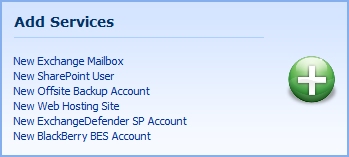 Add Services
New Exchange Mailbox
New SharePoint User
New Offsite Backup Account
New Web Hosting Site
New ExchangeDefender SP Account
New BlackBerry BES Account